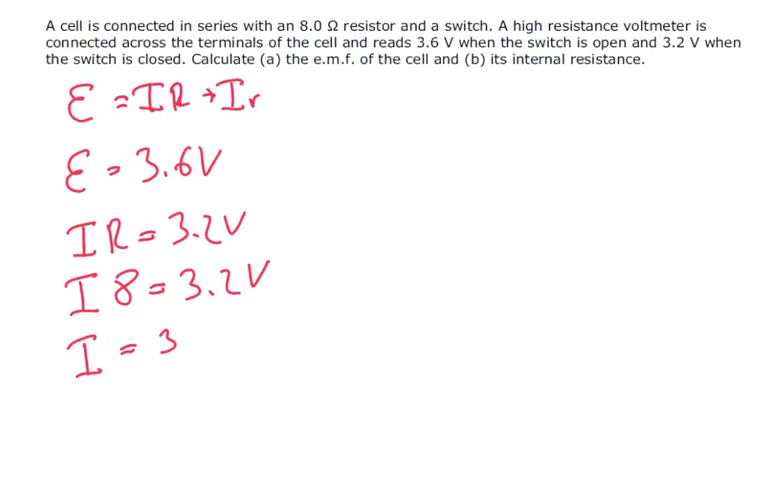 A cell is connected in series with an 8.0 Ω resistor and a switch. A high resistance voltmeter is
connected across the terminals of the cell and reads 3.6 V when the switch is open and 3.2 V when
the switch is closed. Calculate (a) the e.m.f. of the cell and (b) its internal resistance.
ℰ = IR + Ir
ℰ = 3.6V
IR = 3.2V
I 8 = 3.2V
I = 3